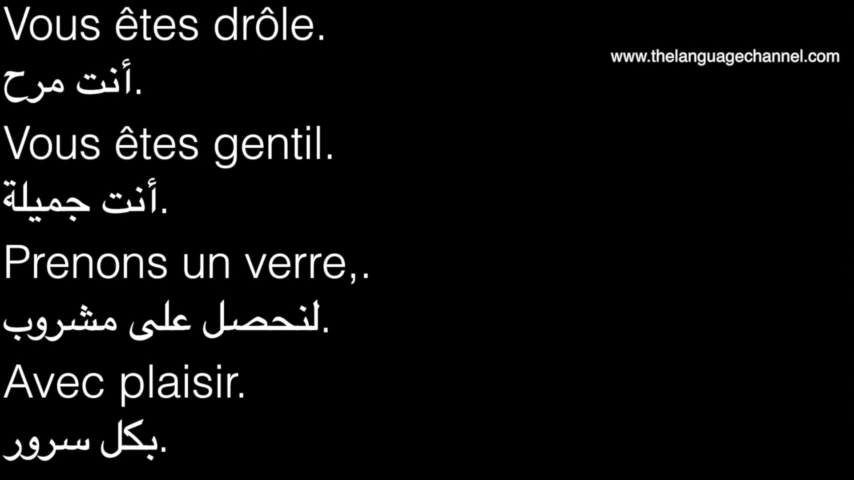 Vous êtes drôle.
www.thelanguagechannel.com
أنت مرح.
Vous êtes gentil.
أنت جميلة.
Prenons un verre,.
لنحصل على مشروب.
Avec plaisir.
بكل سرور.